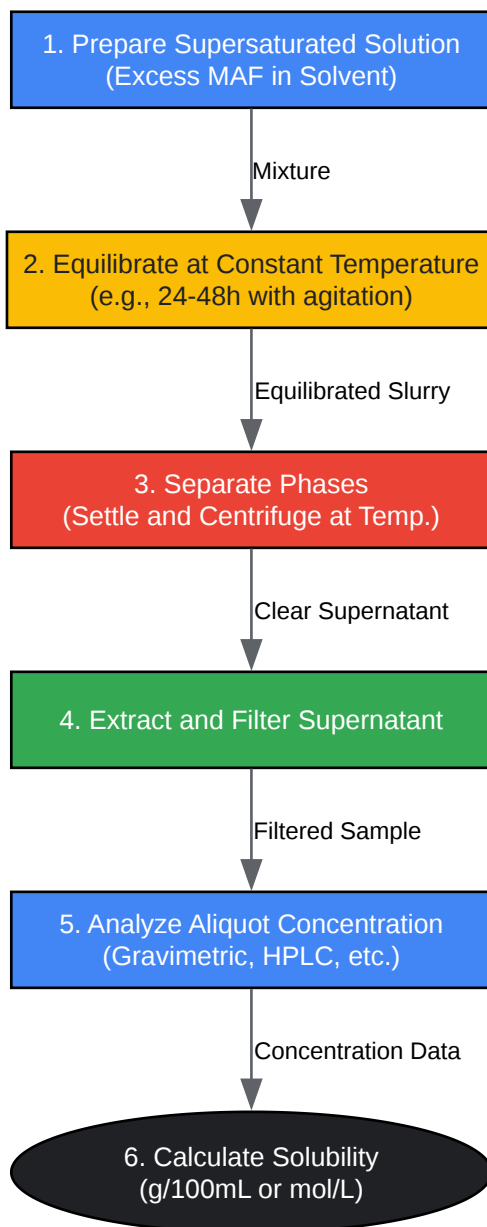 1. Prepare Supersaturated Solution
(Excess MAF in Solvent)
Mixture
2. Equilibrate at Constant Temperature
(e.g., 24-48h with agitation)
Equilibrated Slurry
3. Separate Phases
(Settle and Centrifuge at Temp.)
Clear Supernatant
4. Extract and Filter Supernatant
Filtered Sample
5. Analyze Aliquot Concentration
(Gravimetric, HPLC, etc.)
Concentration Data
6. Calculate Solubility
(g/100mL or mol/L)